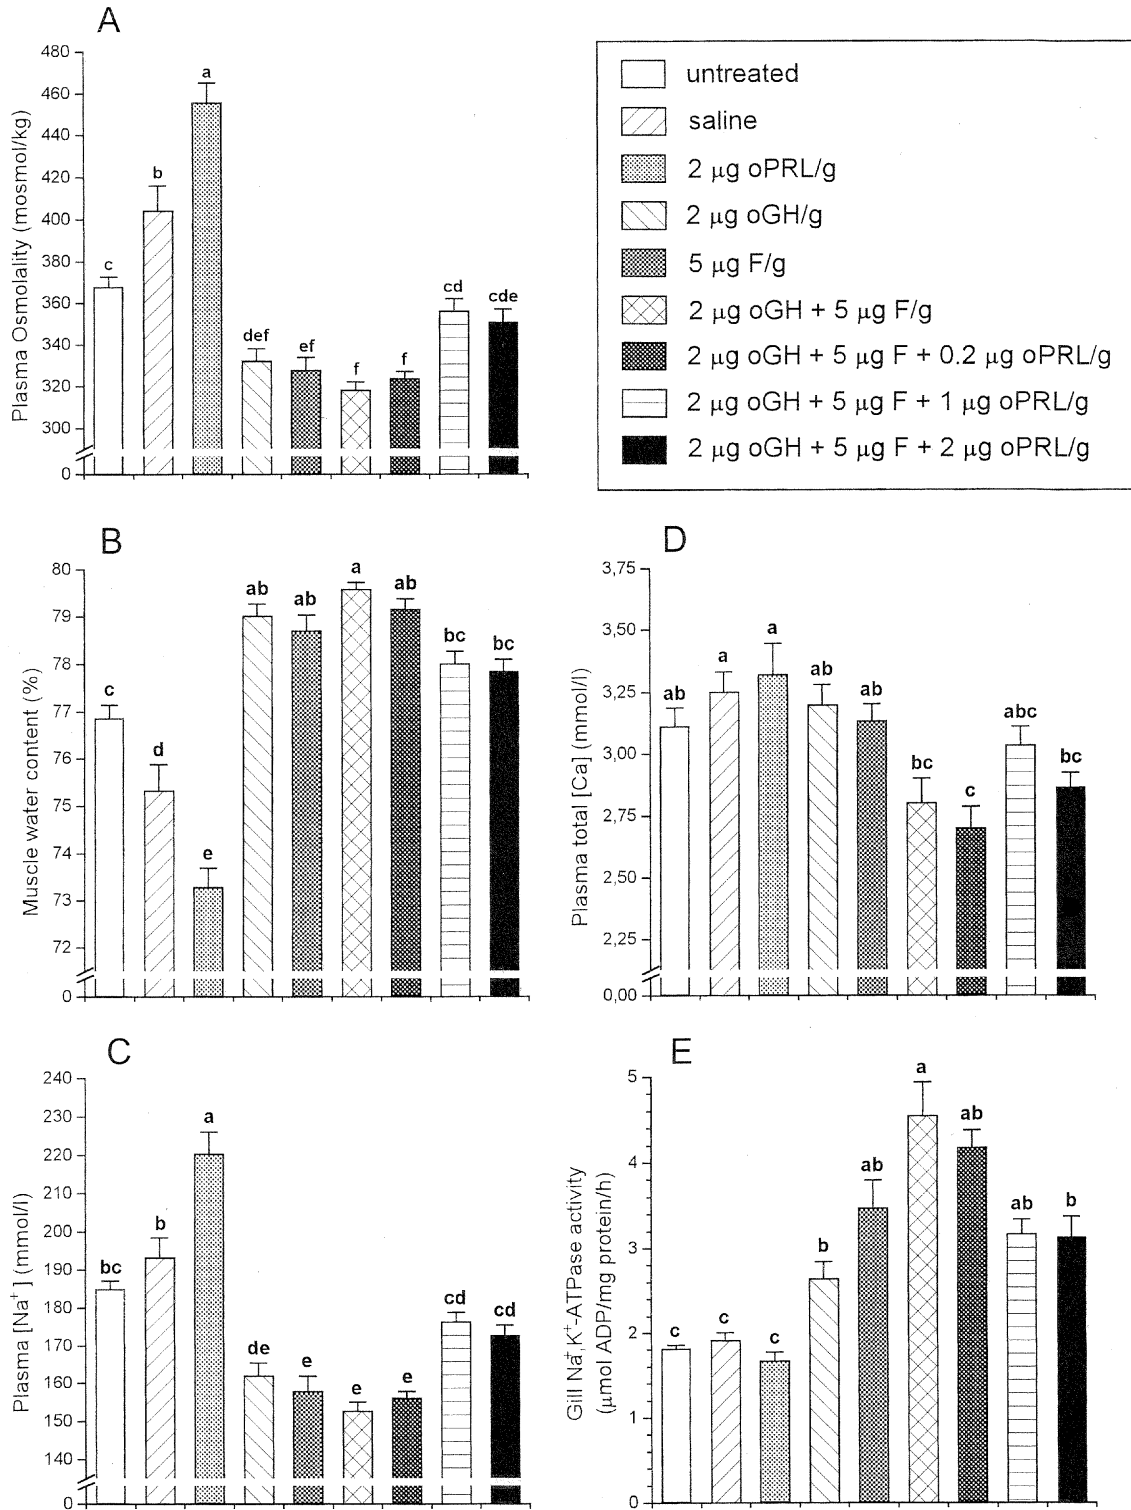 A
Plasma Osmolality (mosmol/kg)
480
460
440
420
400
380
360
340
320
300
0
c
b
a
def
ef
f
f
cd
cde
untreated
saline
2 μg oPRL/g
2 μg oGH/g
5 μg F/g
2 μg oGH + 5 μg F/g
2 μg oGH + 5 μg F + 0.2 μg oPRL/g
2 μg oGH + 5 μg F + 1 μg oPRL/g
2 μg oGH + 5 μg F + 2 μg oPRL/g
B
Muscle water content (%)
80
79
78
77
76
75
74
73
72
0
c
d
e
ab
ab
a
ab
bc
bc
D
Plasma total [Ca] (mmol/l)
3,75
3,50
3,25
3,00
2,75
2,50
2,25
0,00
ab
a
a
ab
ab
bc
c
abc
bc
C
Plasma [Na⁺] (mmol/l)
240
230
220
210
200
190
180
170
160
150
140
0
bc
b
a
de
e
e
e
cd
cd
E
Gill Na⁺,K⁺-ATPase activity
(μmol ADP/mg protein/h)
5
4
3
2
1
0
c
c
c
b
ab
a
ab
ab
b